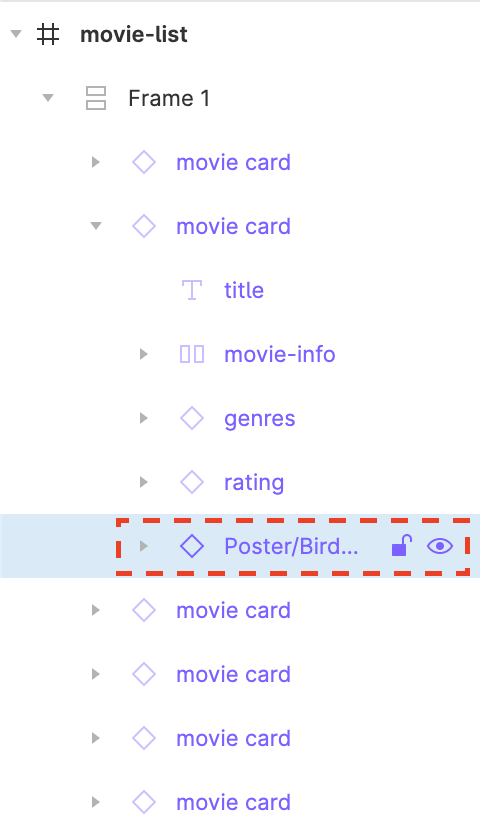 movie-list
Frame 1
movie card
movie card
title
movie-info
genres
rating
Poster/Bird...
movie card
movie card
movie card
movie card